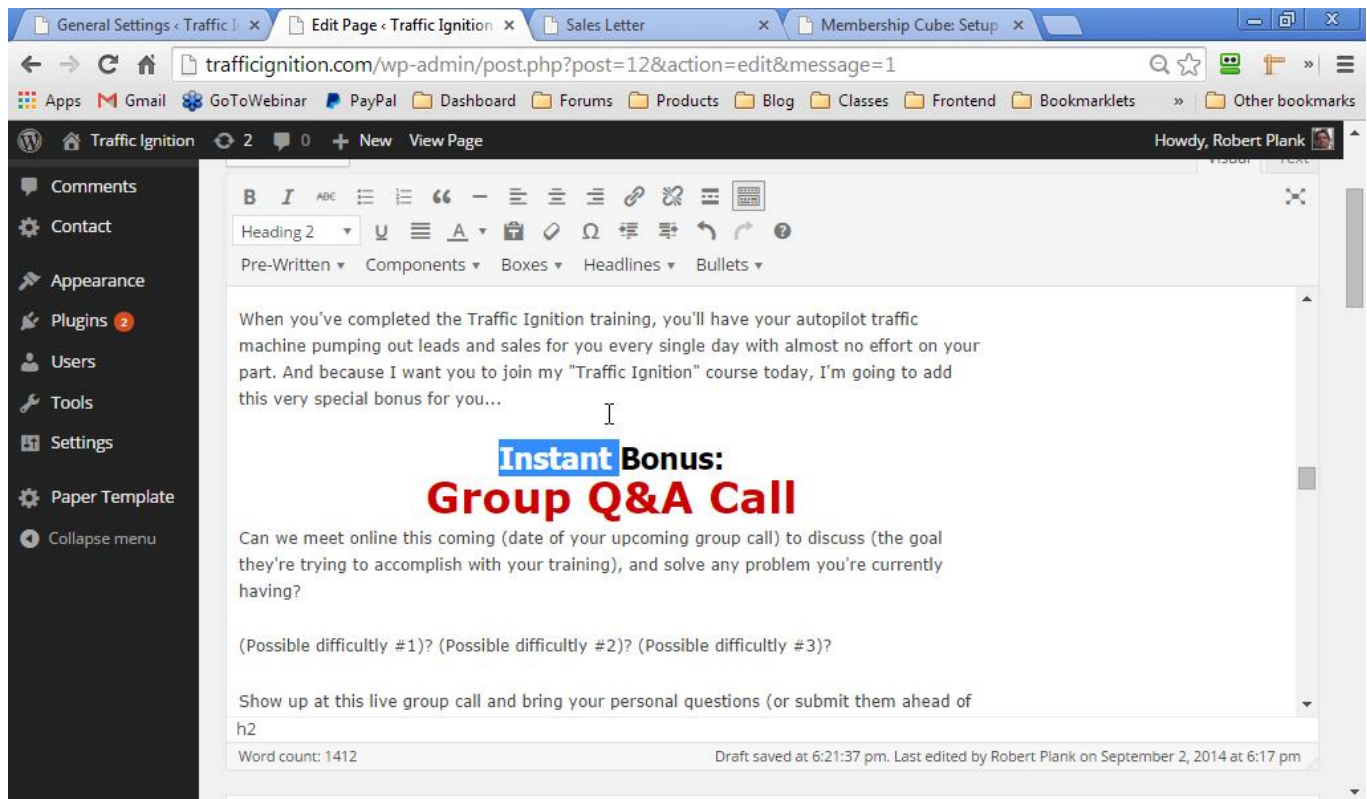 General Settings ‹ Traffic I
Edit Page ‹ Traffic Ignition
Sales Letter
Membership Cube: Setup
trafficignition.com/wp-admin/post.php?post=12&action=edit&message=1
Apps Gmail GoToWebinar PayPal Dashboard Forums Products Blog Classes Frontend Bookmarklets » Other bookmarks
Traffic Ignition 2 0 + New View Page Howdy, Robert Plank
Visual Text
Comments
Contact
Appearance
Plugins 2
Users
Tools
Settings
Paper Template
Collapse menu
B I ABC
Heading 2 U A Ω
Pre-Written Components Boxes Headlines Bullets
When you've completed the Traffic Ignition training, you'll have your autopilot traffic
machine pumping out leads and sales for you every single day with almost no effort on your
part. And because I want you to join my "Traffic Ignition" course today, I'm going to add
this very special bonus for you...
Instant Bonus:
Group Q&A Call
Can we meet online this coming (date of your upcoming group call) to discuss (the goal
they're trying to accomplish with your training), and solve any problem you're currently
having?
(Possible difficultly #1)? (Possible difficultly #2)? (Possible difficultly #3)?
Show up at this live group call and bring your personal questions (or submit them ahead of
h2
Word count: 1412 Draft saved at 6:21:37 pm. Last edited by Robert Plank on September 2, 2014 at 6:17 pm